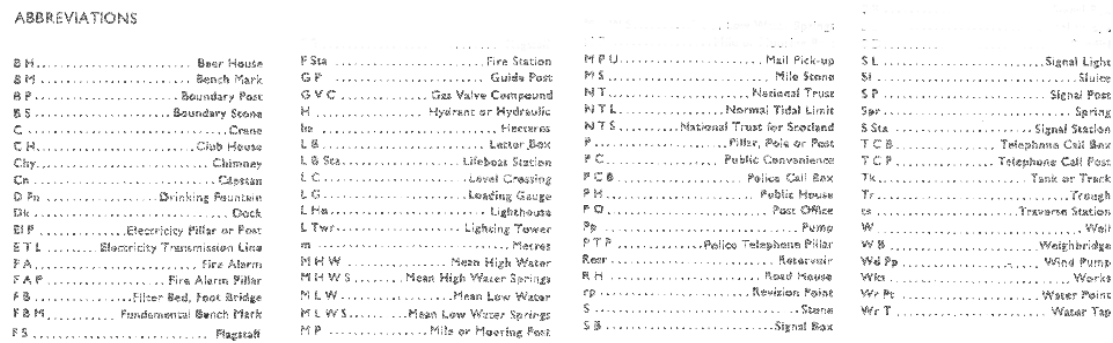 ABBREVIATIONS
B H Beer House
B M Bench Mark
B P Boundary Post
B S Boundary Stone
C Crane
C H Club House
Chy Chimney
Cn Capstan
D Fn Drinking Fountain
Dk Dock
El P Electricity Pillar or Post
E T L Electricity Transmission Line
F A Fire Alarm
F A P Fire Alarm Pillar
F B Filter Bed, Foot Bridge
F B M Fundamental Bench Mark
F S Flagstaff
F Sta Fire Station
G P Guide Post
G V C Gas Valve Compound
H Hydrant or Hydraulic
ha Hectares
L B Letter Box
L B Sta Lifeboat Station
L C Level Crossing
L G Loading Gauge
L Ho Lighthouse
L Twr Lighting Tower
m Metres
M H W Mean High Water
M H W S Mean High Water Springs
M L W Mean Low Water
M L W S Mean Low Water Springs
M P Mile or Mooring Post
M P U Mail Pick-up
M S Mile Stone
N T National Trust
N T L Normal Tidal Limit
N T S National Trust for Scotland
P Pillar, Pole or Post
P C Public Convenience
P C B Police Call Box
P H Public House
P O Post Office
Pp Pump
P T P Police Telephone Pillar
Resr Reservoir
R H Road House
rp Revision Point
S Stone
S B Signal Box
S L Signal Light
Sl Sluice
S P Signal Post
Spr Spring
S Sta Signal Station
T C B Telephone Call Box
T C P Telephone Call Post
Tk Tank or Track
Tr Trough
ts Traverse Station
W Well
W B Weighbridge
Wd Pp Wind Pump
Wks Works
Wr Pt Water Point
Wr T Water Tap